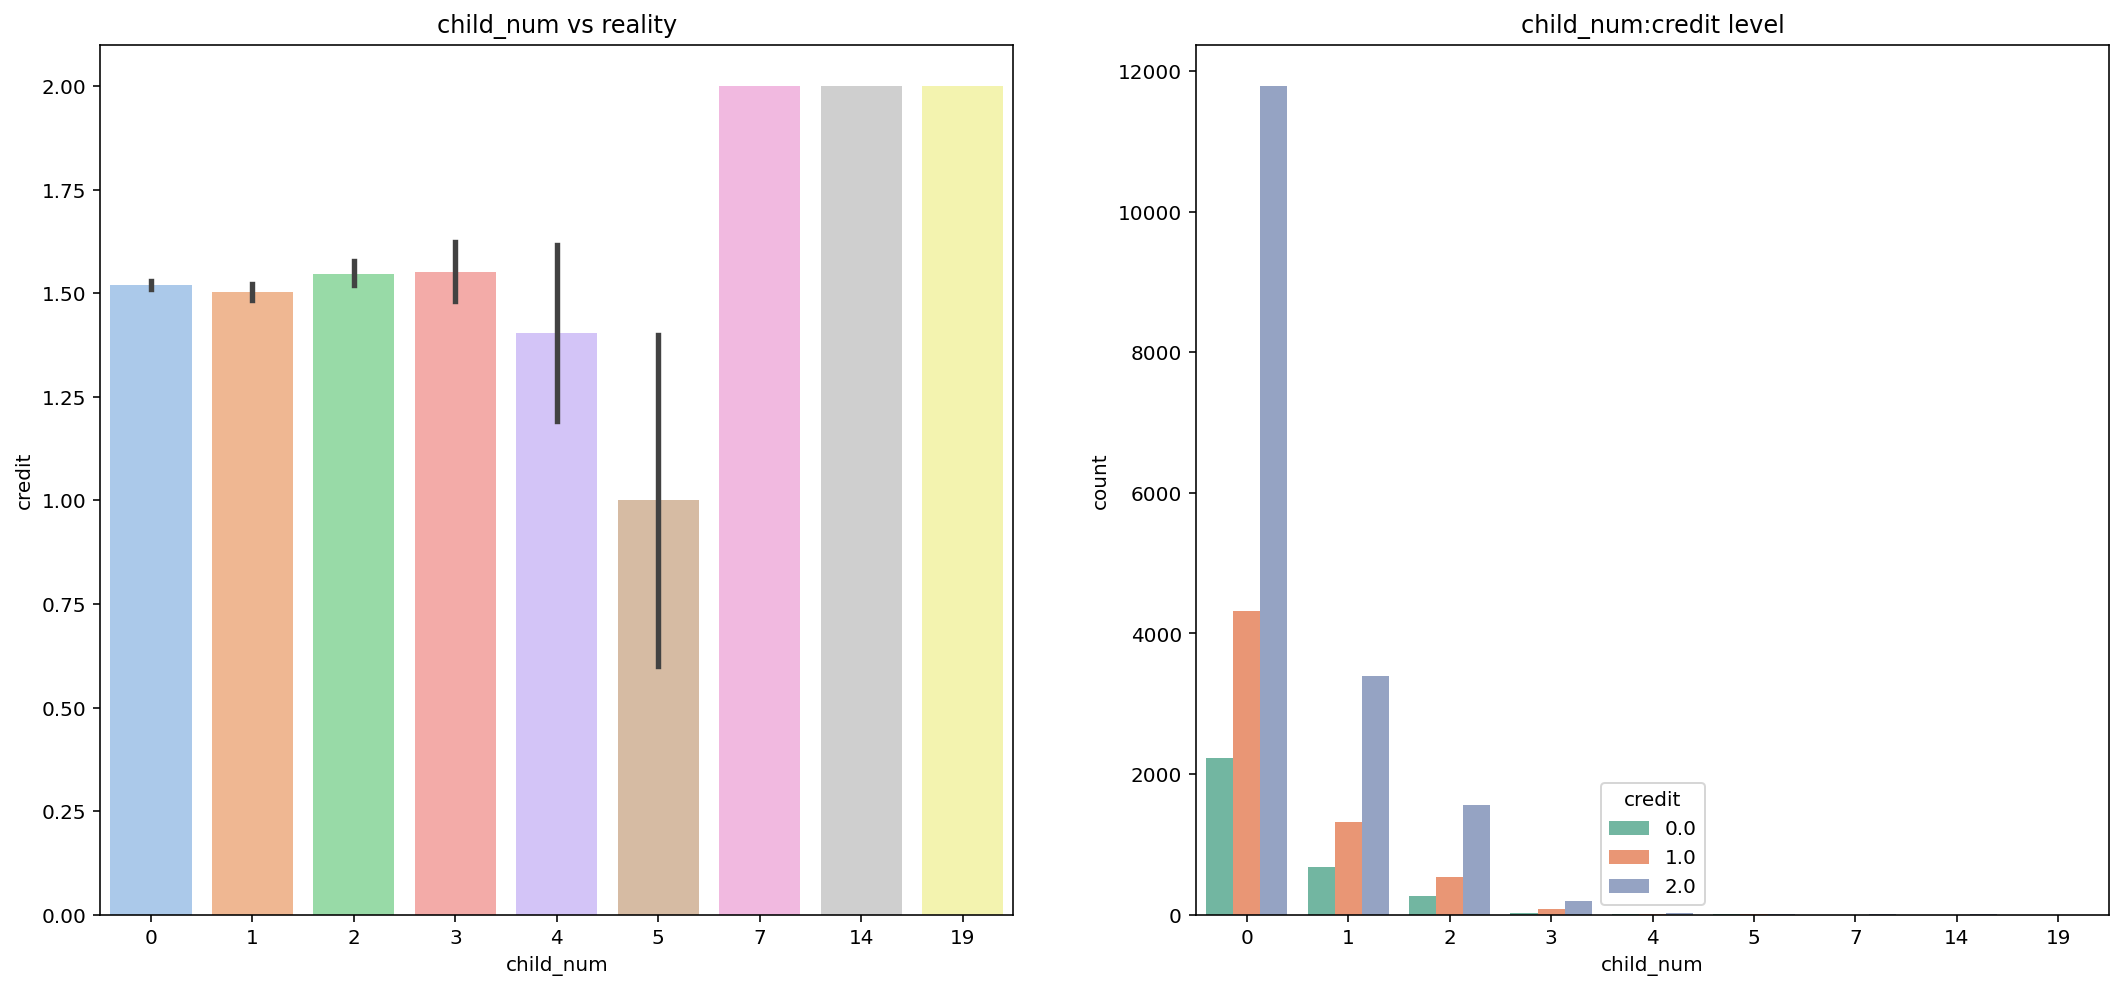 child_num vs reality
2.00
1.75
1.50
1.25
1.00
0.75
0.50
0.25
0.00
credit
0 1 2 3 4 5 7 14 19
child_num
child_num:credit level
12000
10000
8000
6000
4000
2000
0
count
credit
0.0
1.0
2.0
0 1 2 3 4 5 7 14 19
child_num